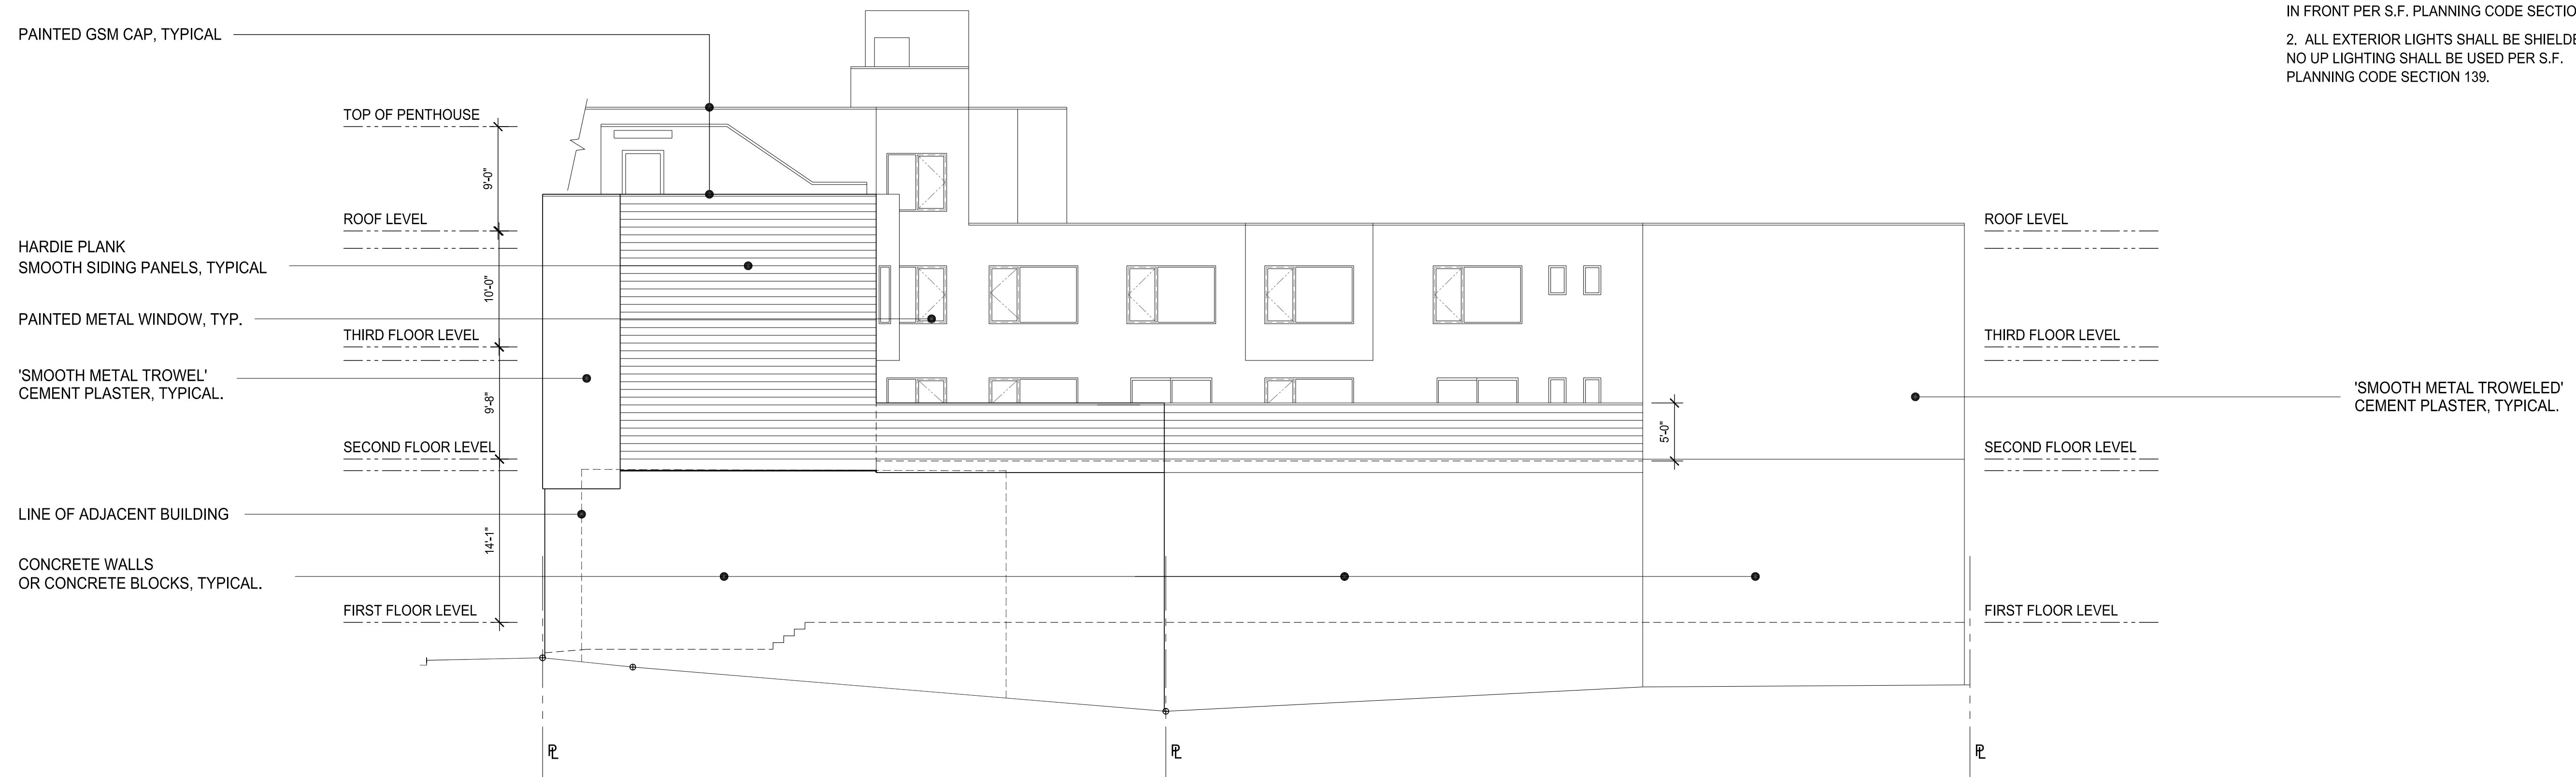 PAINTED GSM CAP, TYPICAL
TOP OF PENTHOUSE
9'-0"
ROOF LEVEL
HARDIE PLANK
SMOOTH SIDING PANELS, TYPICAL
10'-0"
PAINTED METAL WINDOW, TYP.
THIRD FLOOR LEVEL
'SMOOTH METAL TROWEL'
CEMENT PLASTER, TYPICAL.
9'-8"
SECOND FLOOR LEVEL
LINE OF ADJACENT BUILDING
14'-1"
CONCRETE WALLS
OR CONCRETE BLOCKS, TYPICAL.
FIRST FLOOR LEVEL
5'-0"
PL
PL
PL
ROOF LEVEL
THIRD FLOOR LEVEL
SECOND FLOOR LEVEL
FIRST FLOOR LEVEL
'SMOOTH METAL TROWELED'
CEMENT PLASTER, TYPICAL.
IN FRONT PER S.F. PLANNING CODE SECTIO
2. ALL EXTERIOR LIGHTS SHALL BE SHIELDE
NO UP LIGHTING SHALL BE USED PER S.F.
PLANNING CODE SECTION 139.